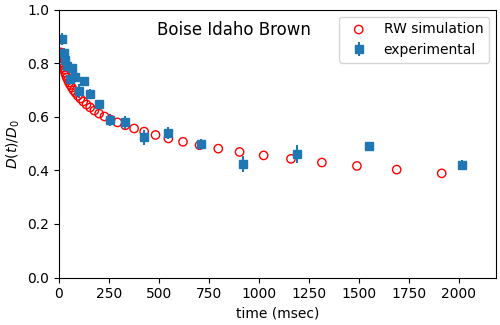 Boise Idaho Brown
RW simulation
experimental
D(t)/D₀
1.0
0.8
0.6
0.4
0.2
0.0
0 250 500 750 1000 1250 1500 1750 2000
time (msec)